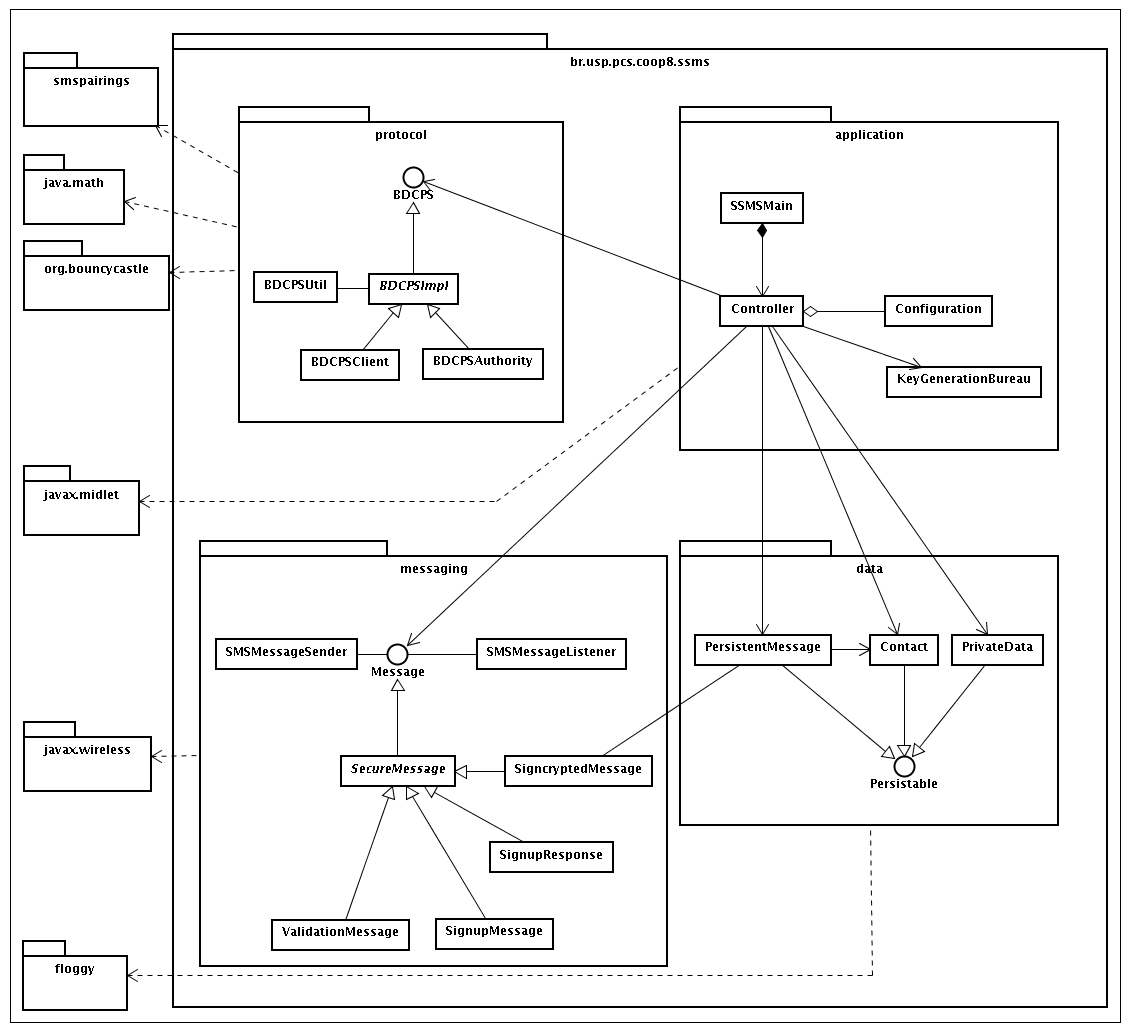 br.usp.pcs.coop8.ssms
smspairings
protocol
application
java.math
BDCPS
SSMSMain
org.bouncycastle
BDCPSUtil
BDCPSImpl
Controller
Configuration
BDCPSClient
BDCPSAuthority
KeyGenerationBureau
javax.midlet
messaging
data
SMSMessageSender
SMSMessageListener
PersistentMessage
Contact
PrivateData
Message
javax.wireless
SecureMessage
SigncryptedMessage
Persistable
SignupResponse
ValidationMessage
SignupMessage
floggy